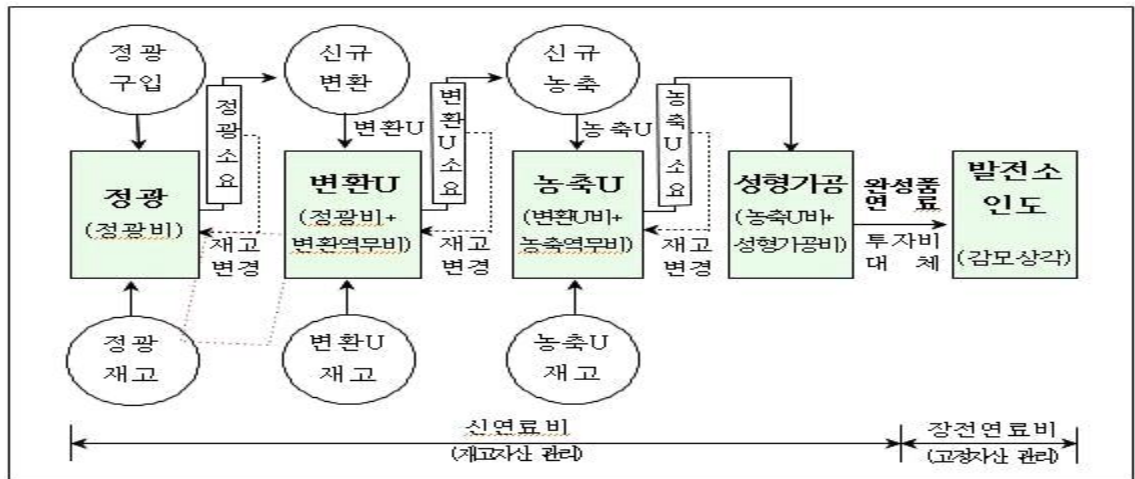 정광
구입
신규
변환
신규
농축
정광소요
변환U소요
농축U소요
변환U
농축U
정광
(정광비)
변환U
(정광비+
변환역무비)
농축U
(변환U비+
농축역무비)
성형가공
(농축U비+
성형가공비)
완성품
연료
투자비
대체
발전소
인도
(감모상각)
재고
변경
재고
변경
재고
변경
정광
재고
변환U
재고
농축U
재고
신연료비
(재고자산 관리)
장전연료비
(고정자산 관리)